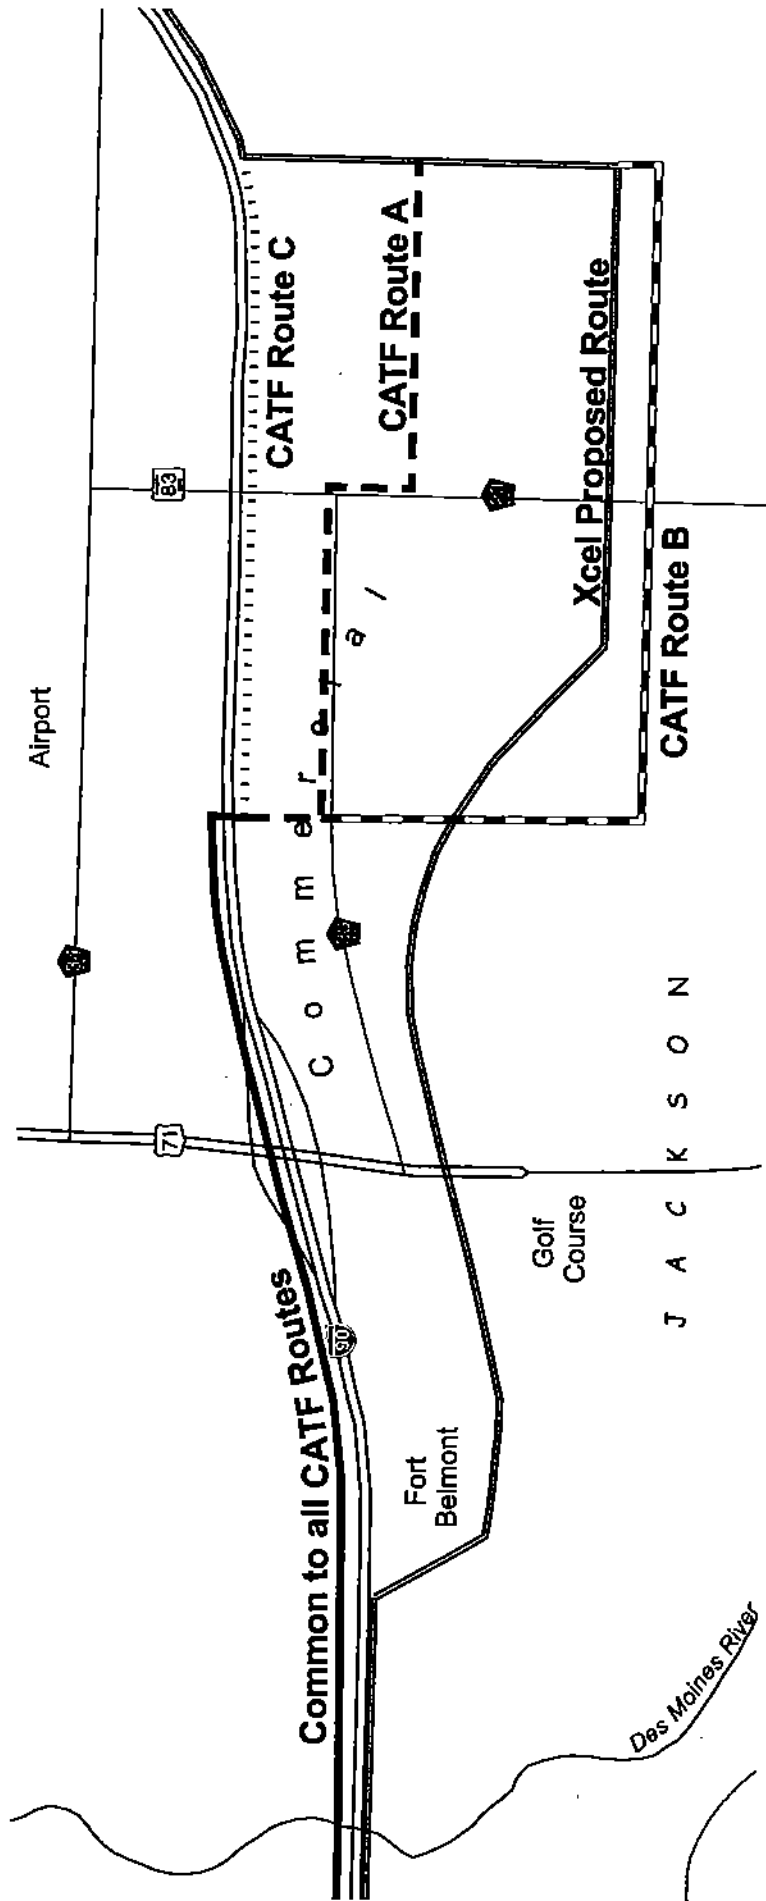 Airport
83
71
90
Common to all CATF Routes
CATF Route C
CATF Route A
Xcel Proposed Route
CATF Route B
Commercial
Fort
Belmont
Golf
Course
JACKSON
Des Moines River